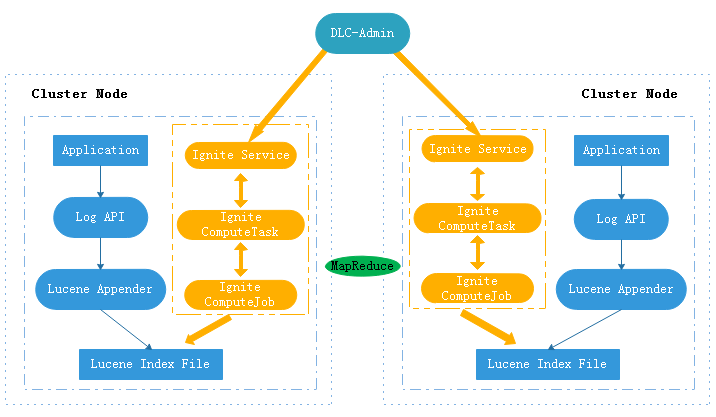 DLC-Admin
Cluster Node
Application
Log API
Lucene Appender
Ignite Service
Ignite
ComputeTask
Ignite
ComputeJob
Lucene Index File
MapReduce
Cluster Node
Ignite Service
Ignite
ComputeTask
Ignite
ComputeJob
Application
Log API
Lucene Appender
Lucene Index File